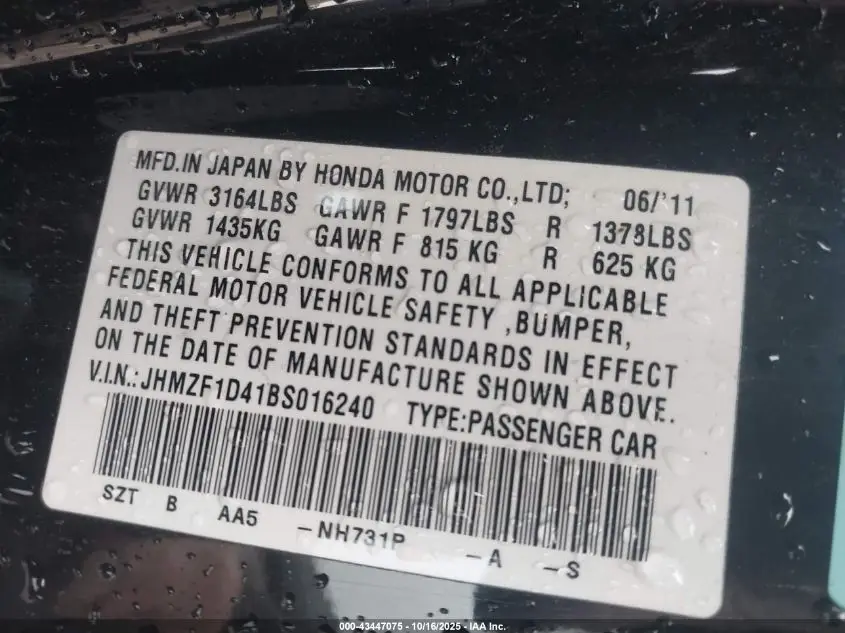 MFD.IN JAPAN BY HONDA MOTOR CO.,LTD; 06/'11
GVWR 3164LBS GAWR F 1797LBS R 1378LBS
GVWR 1435KG GAWR F 815 KG R 625 KG
THIS VEHICLE CONFORMS TO ALL APPLICABLE
FEDERAL MOTOR VEHICLE SAFETY ,BUMPER,
AND THEFT PREVENTION STANDARDS IN EFFECT
ON THE DATE OF MANUFACTURE SHOWN ABOVE.
V.I.N.: JHMZF1D41BS016240 TYPE:PASSENGER CAR
SZT B AA5 -NH731P -A -S
000-43447075 - 10/16/2025 - IAA Inc.